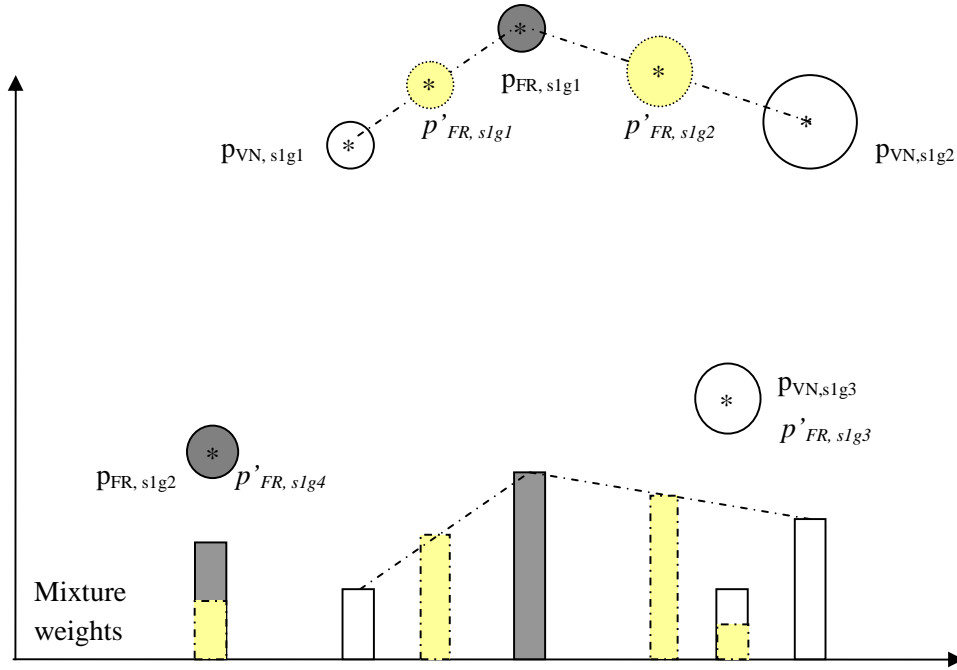 p_FR, s1g1
p'_FR, s1g1
p'_FR, s1g2
p_VN, s1g1
p_VN,s1g2
p_VN,s1g3
p'_FR, s1g3
p_FR, s1g2 p'_FR, s1g4
Mixture
weights